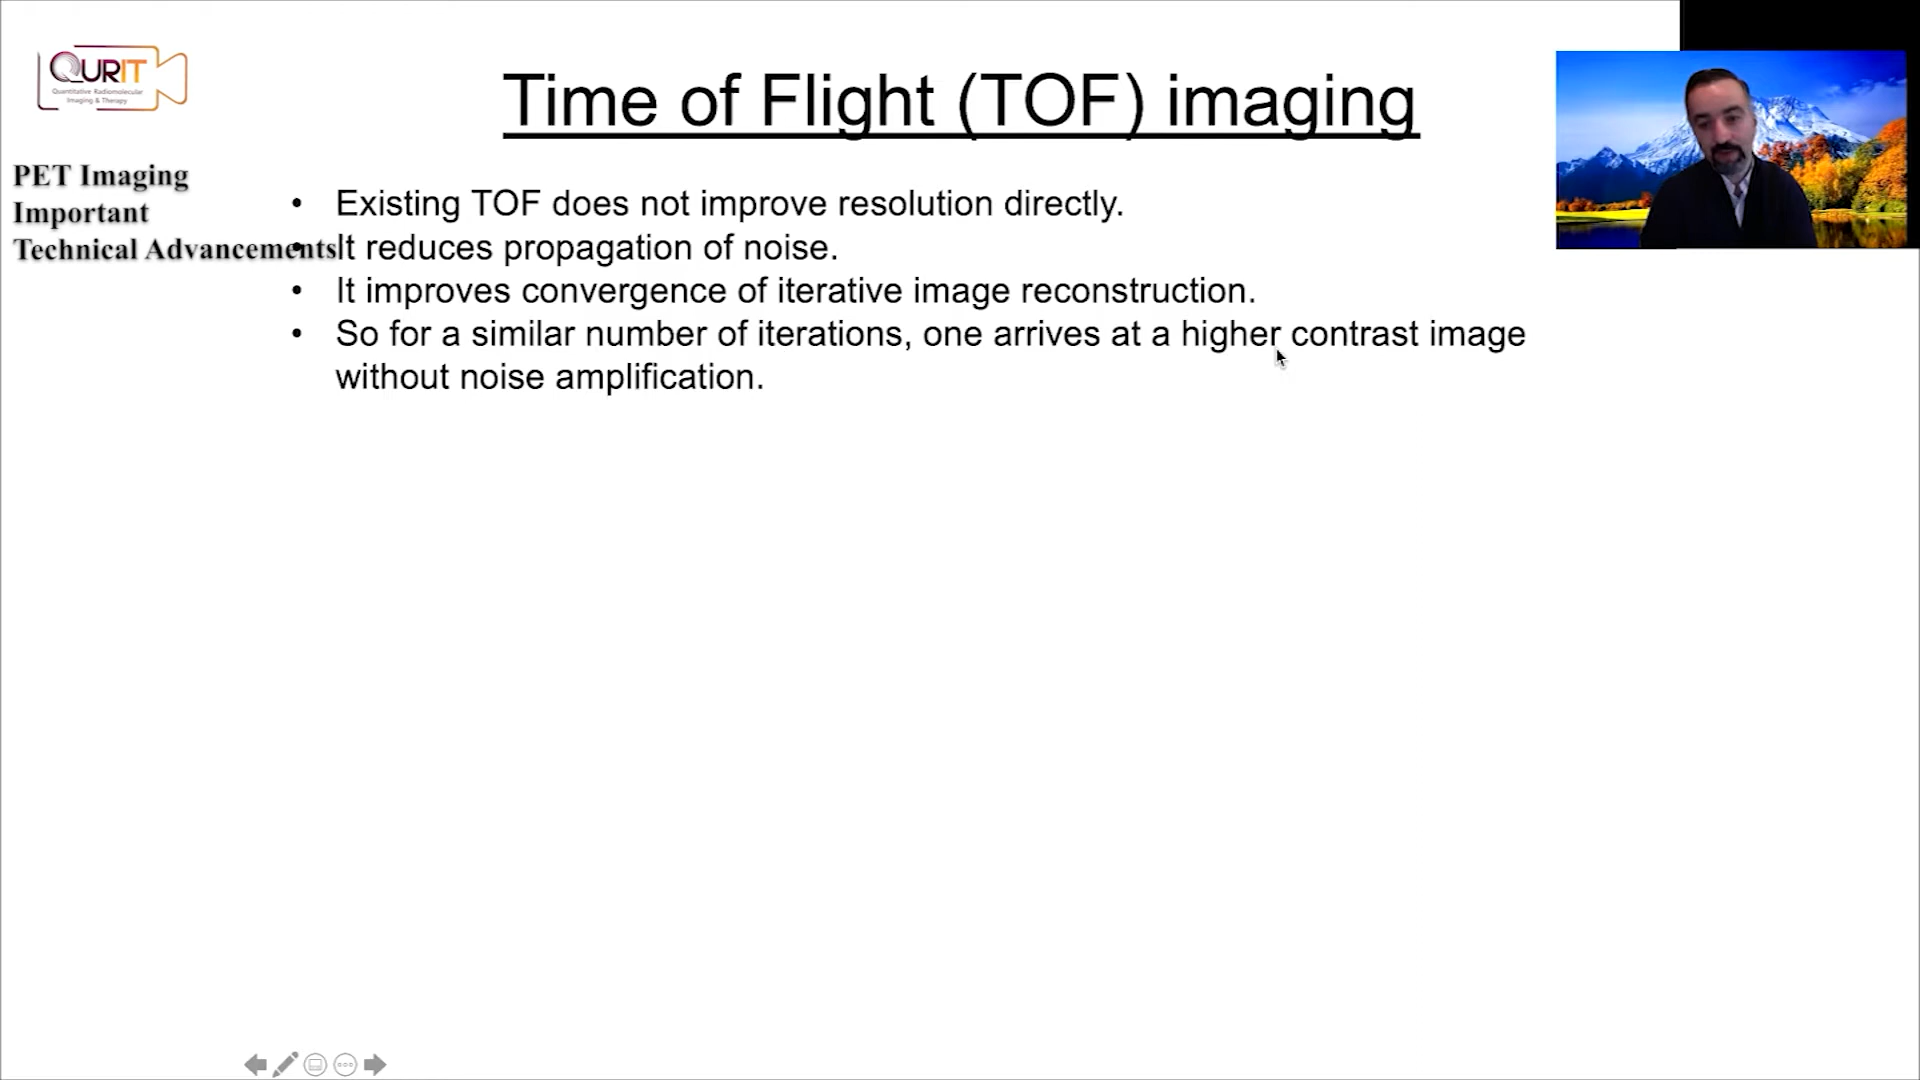 QURIT
Quantitative Radiomolecular
Imaging & Therapy
Time of Flight (TOF) imaging
PET Imaging
Important
Technical Advancements
• Existing TOF does not improve resolution directly.
• It reduces propagation of noise.
• It improves convergence of iterative image reconstruction.
• So for a similar number of iterations, one arrives at a higher contrast image
without noise amplification.